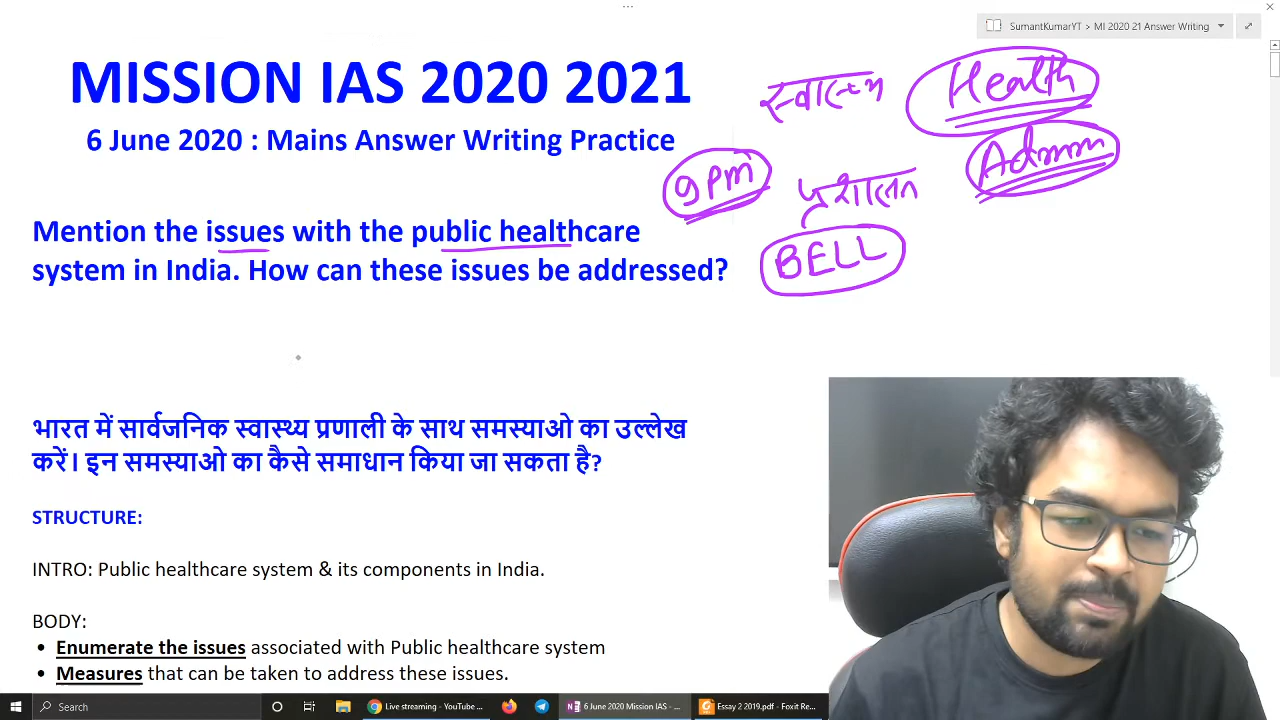 SumantKumarYT > MI 2020 21 Answer Writing
MISSION IAS 2020 2021
6 June 2020 : Mains Answer Writing Practice
स्वास्थ्य
Health
Admn
9 PM
प्रशासन
BELL
Mention the issues with the public healthcare
system in India. How can these issues be addressed?
भारत में सार्वजनिक स्वास्थ्य प्रणाली के साथ समस्याओ का उल्लेख
करें। इन समस्याओ का कैसे समाधान किया जा सकता है?
STRUCTURE:
INTRO: Public healthcare system & its components in India.
BODY:
• Enumerate the issues associated with Public healthcare system
• Measures that can be taken to address these issues.
Search
Live streaming - YouTube ...
6 June 2020 Mission IAS - ...
Essay 2 2019.pdf - Foxit Re...